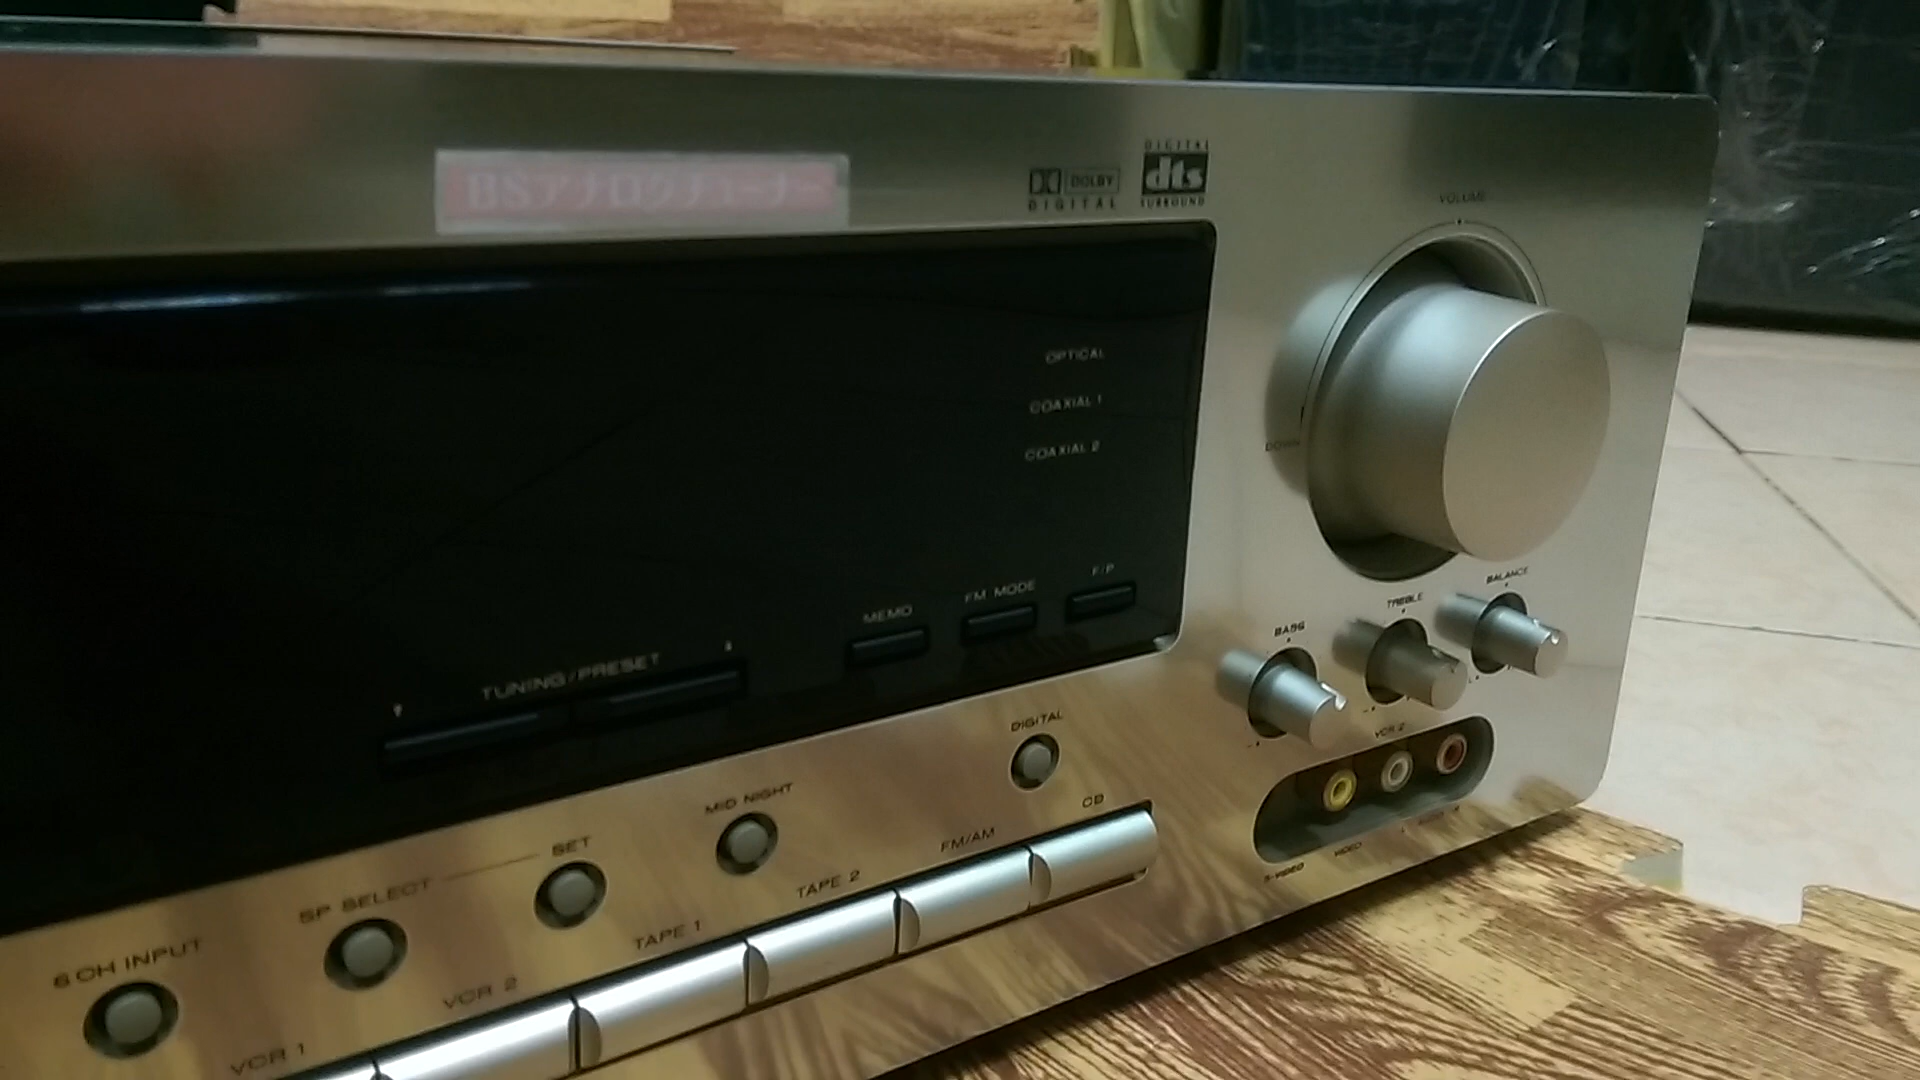 BSアナログチューナー
DOLBY
DIGITAL
DIGITAL
dts
SURROUND
VOLUME
DOWN
OPTICAL
COAXIAL 1
COAXIAL 2
MEMO
FM MODE
F/P
TUNING/PRESET
BASS
TREBLE
BALANCE
VCR 2
S-VIDEO
VIDEO
DIGITAL
MID NIGHT
SET
SP SELECT
6 CH INPUT
CD
FM/AM
TAPE 2
TAPE 1
VCR 2
VCR 1